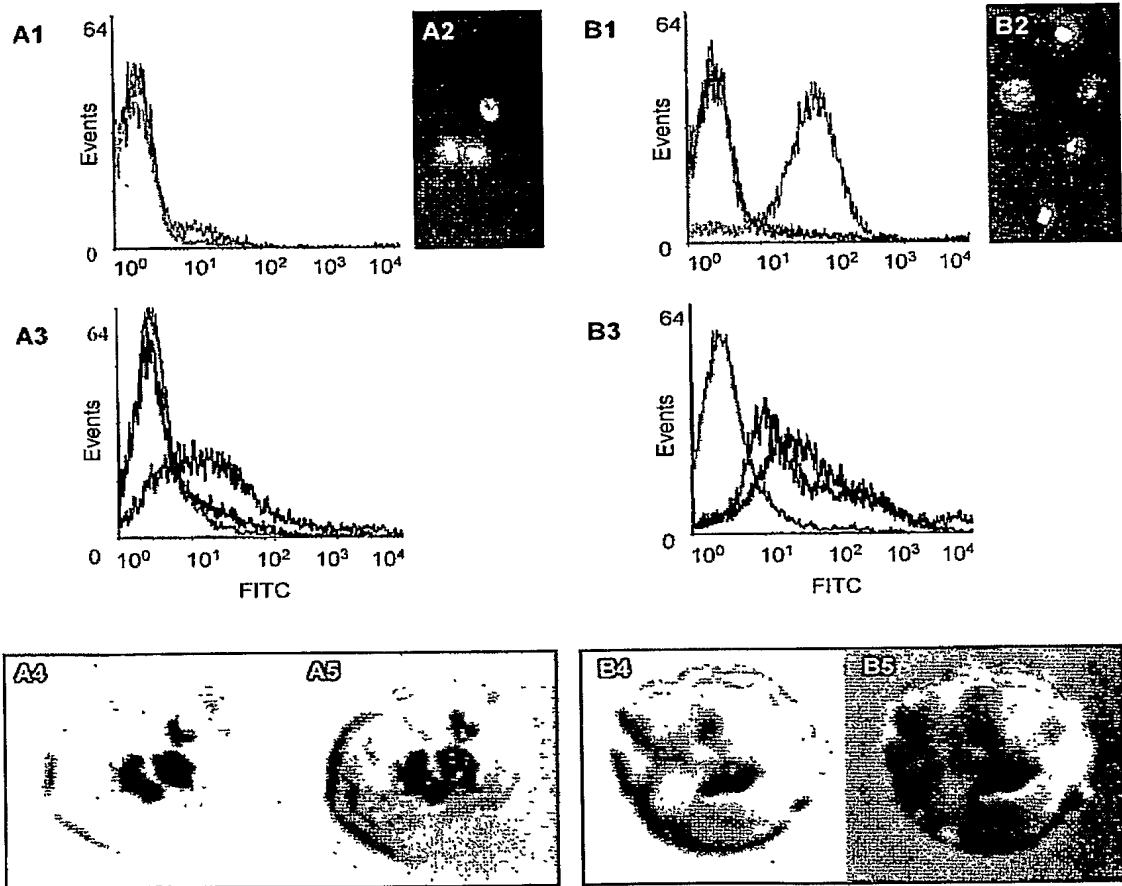 A1
64
Events
0
10⁰ 10¹ 10² 10³ 10⁴
A2
B1
64
Events
0
10⁰ 10¹ 10² 10³ 10⁴
B2
A3
64
Events
0
10⁰ 10¹ 10² 10³ 10⁴
FITC
B3
64
Events
0
10⁰ 10¹ 10² 10³ 10⁴
FITC
A4
A5
B4
B5